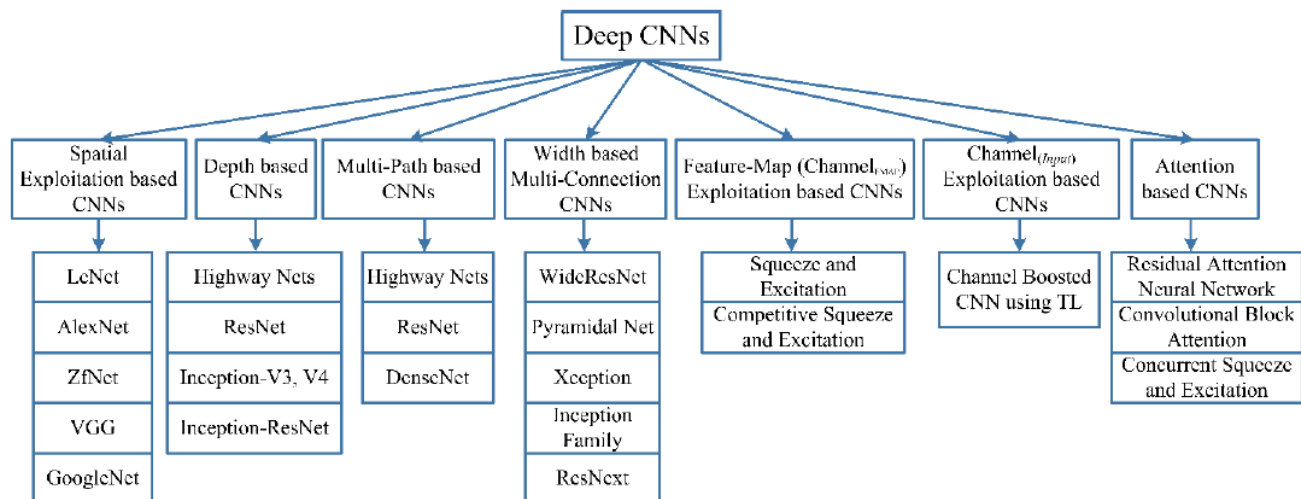 Deep CNNs
Spatial
Exploitation based
CNNs
Depth based
CNNs
Multi-Path based
CNNs
Width based
Multi-Connection
CNNs
Feature-Map (ChannelFMAP)
Exploitation based CNNs
Channel(Input)
Exploitation based
CNNs
Attention
based CNNs
LeNet
AlexNet
ZfNet
VGG
GoogleNet
Highway Nets
ResNet
Inception-V3, V4
Inception-ResNet
Highway Nets
ResNet
DenseNet
WideResNet
Pyramidal Net
Xception
Inception
Family
ResNext
Squeeze and
Excitation
Competitive Squeeze
and Excitation
Channel Boosted
CNN using TL
Residual Attention
Neural Network
Convolutional Block
Attention
Concurrent Squeeze
and Excitation